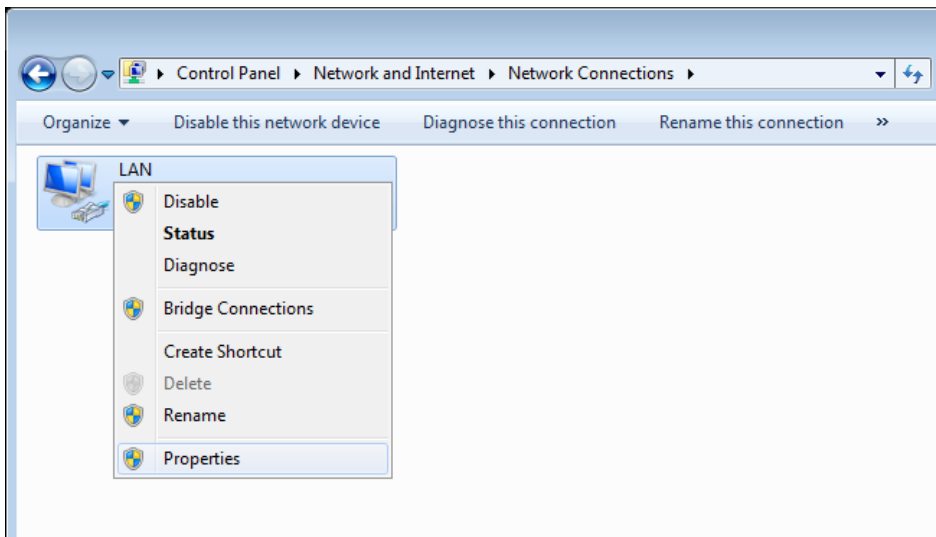 Control Panel Network and Internet Network Connections
Organize Disable this network device Diagnose this connection Rename this connection »
LAN
Disable
Status
Diagnose
Bridge Connections
Create Shortcut
Delete
Rename
Properties